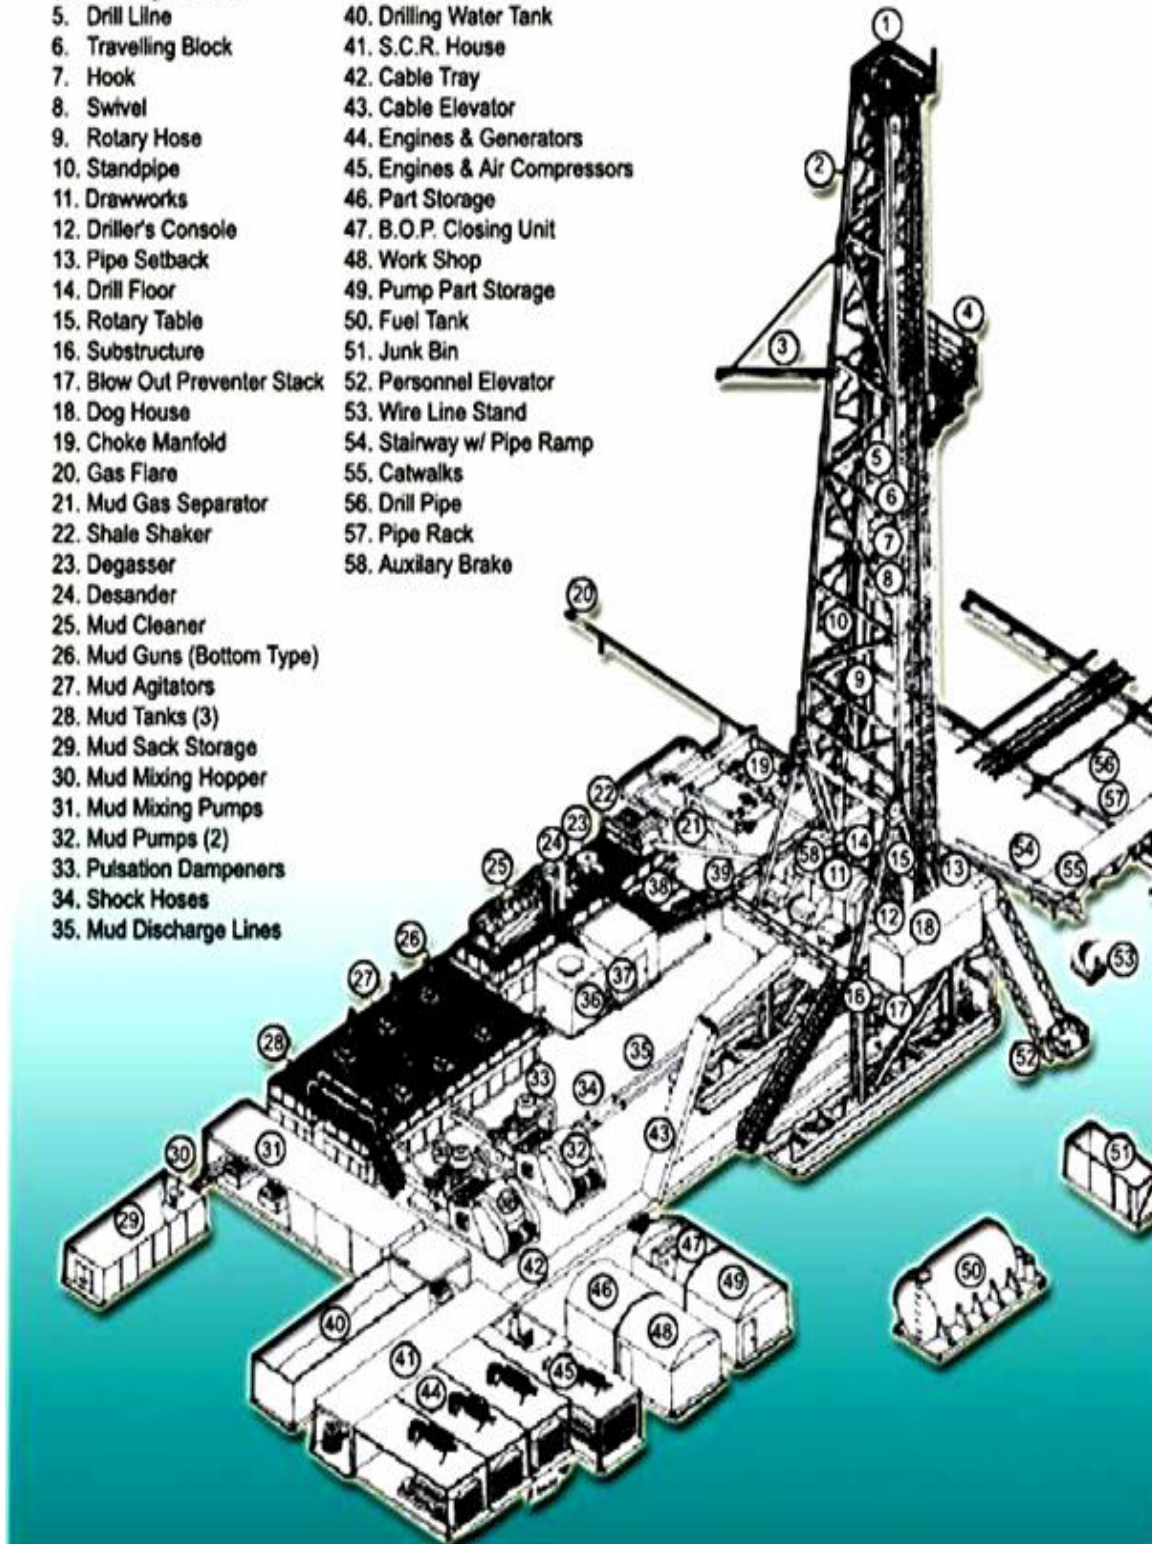 5. Drill Lilne
6. Travelling Block
7. Hook
8. Swivel
9. Rotary Hose
10. Standpipe
11. Drawworks
12. Driller's Console
13. Pipe Setback
14. Drill Floor
15. Rotary Table
16. Substructure
17. Blow Out Preventer Stack
18. Dog House
19. Choke Manfold
20. Gas Flare
21. Mud Gas Separator
22. Shale Shaker
23. Degasser
24. Desander
25. Mud Cleaner
26. Mud Guns (Bottom Type)
27. Mud Agitators
28. Mud Tanks (3)
29. Mud Sack Storage
30. Mud Mixing Hopper
31. Mud Mixing Pumps
32. Mud Pumps (2)
33. Pulsation Dampeners
34. Shock Hoses
35. Mud Discharge Lines
40. Drilling Water Tank
41. S.C.R. House
42. Cable Tray
43. Cable Elevator
44. Engines & Generators
45. Engines & Air Compressors
46. Part Storage
47. B.O.P. Closing Unit
48. Work Shop
49. Pump Part Storage
50. Fuel Tank
51. Junk Bin
52. Personnel Elevator
53. Wire Line Stand
54. Stairway w/ Pipe Ramp
55. Catwalks
56. Drill Pipe
57. Pipe Rack
58. Auxilary Brake
1
2
3
4
5
6
7
8
20
10
9
19
56
57
22
23
21
24
14
58
15
13
54
55
25
39
11
38
12
18
53
26
37
27
36
16
17
28
35
52
33
34
32
43
51
30
31
29
47
42
50
46
49
40
48
41
45
44